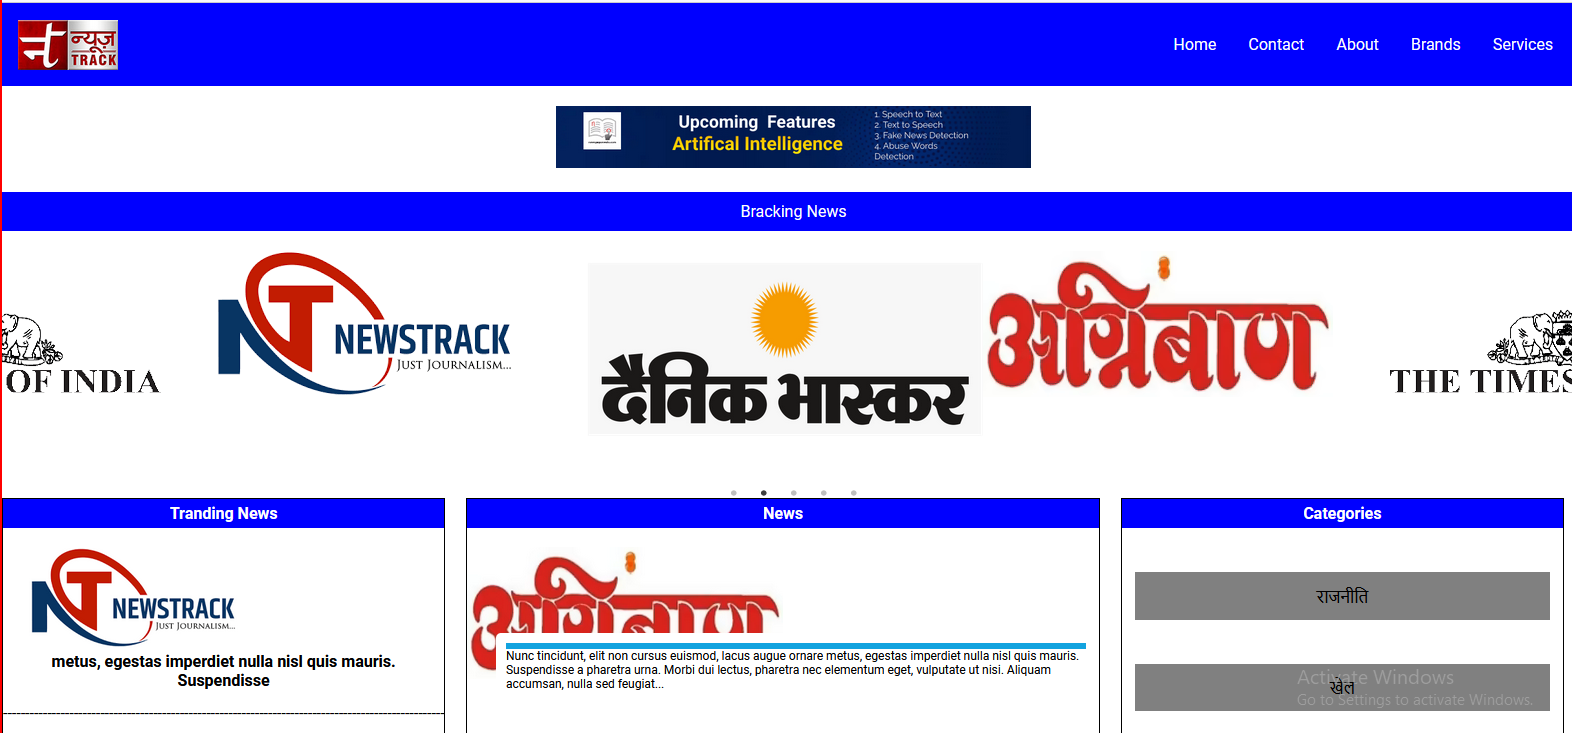 न्यूज़
TRACK
Home
Contact
About
Brands
Services
Upcoming Features
Artifical Intelligence
1. Speech to Text
2. Text to Speech
3. Fake News Detection
4. Abuse Words
Detection
Bracking News
OF INDIA
NT NEWSTRACK
JUST JOURNALISM...
दैनिक भास्कर
अग्निबाण
THE TIMES
Tranding News
NT NEWSTRACK
JUST JOURNALISM...
metus, egestas imperdiet nulla nisl quis mauris.
Suspendisse
News
अग्निबाण
Nunc tincidunt, elit non cursus euismod, lacus augue ornare metus, egestas imperdiet nulla nisl quis mauris.
Suspendisse a pharetra urna. Morbi dui lectus, pharetra nec elementum eget, vulputate ut nisi. Aliquam
accumsan, nulla sed feugiat...
Categories
राजनीति
खेल
Activate Windows
Go to Settings to activate Windows.